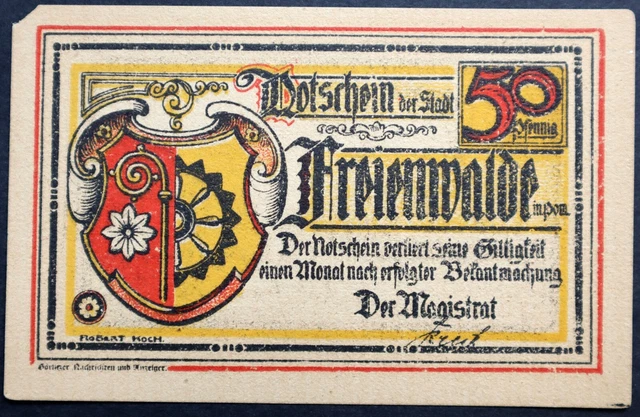 Notschein der Stadt
50
Pfennig
Freienwalde
in Pom.
Der Notschein verliert seine Gültigkeit
einen Monat nach erfolgter Bekantmachung
Der Magistrat
ROBERT KOCH.
Görlitzer Nachrichten und Anzeiger.